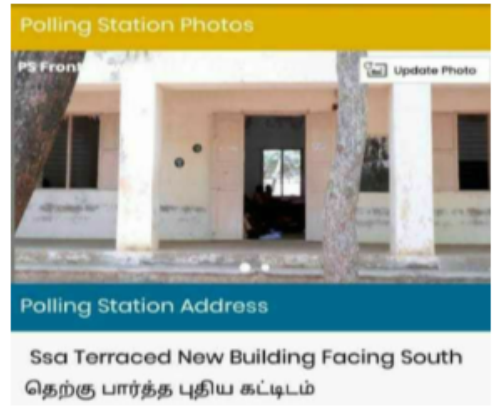 Polling Station Photos
PS Front
Update Photo
Polling Station Address
Ssa Terraced New Building Facing South
தெற்கு பார்த்த புதிய கட்டிடம்